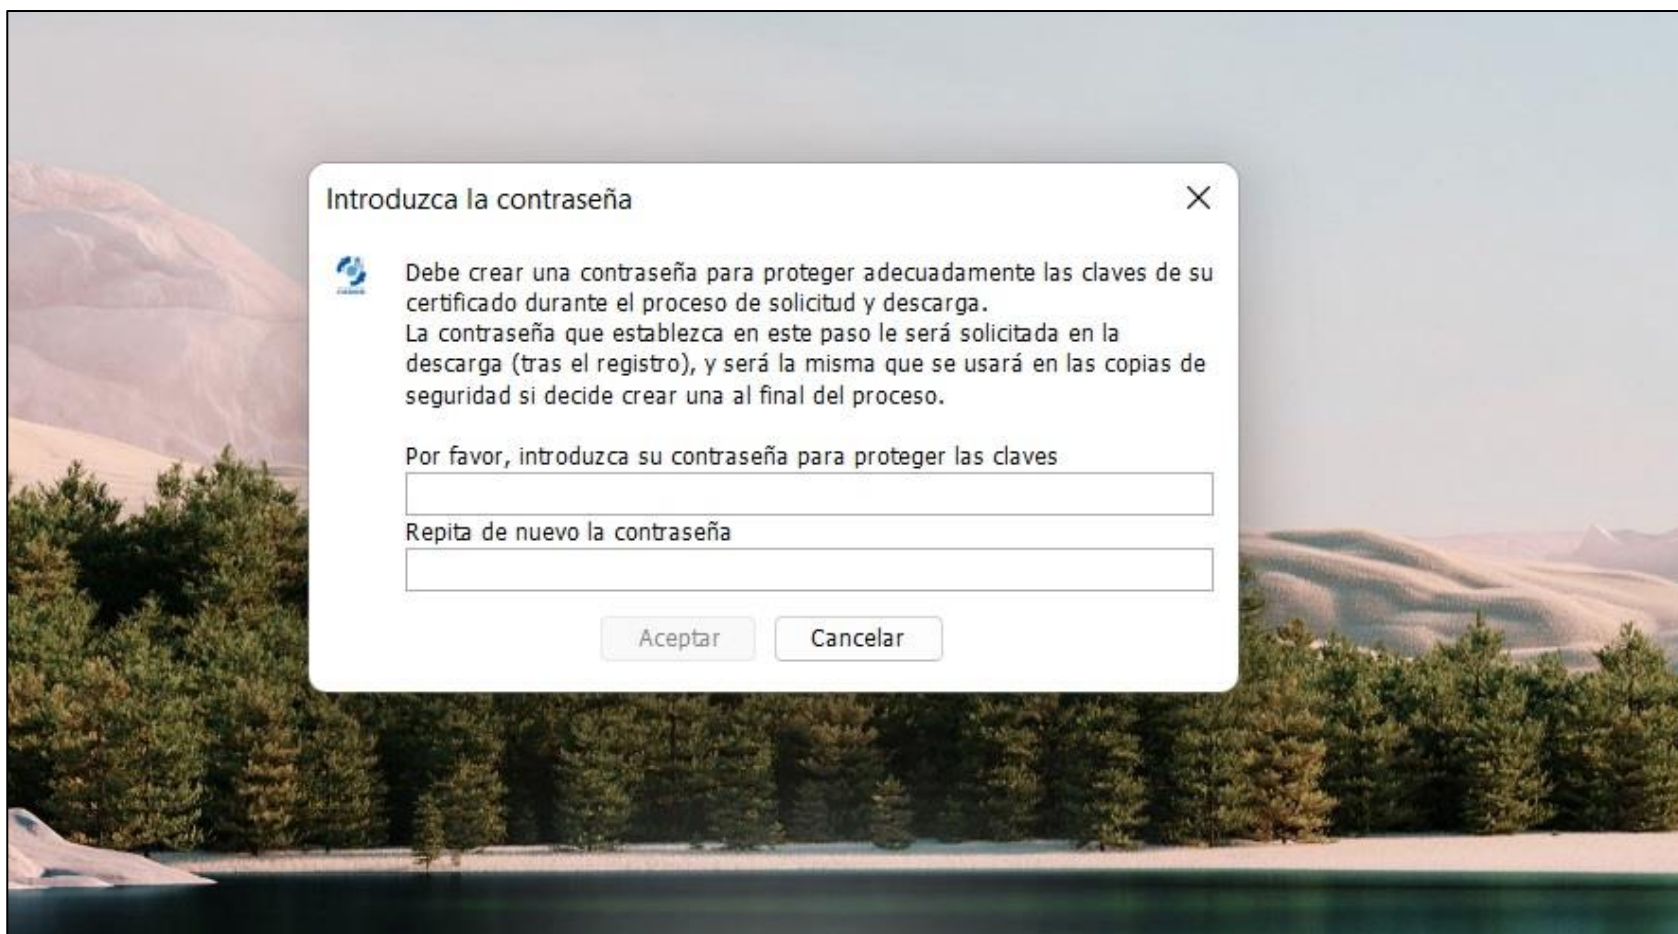 Introduzca la contraseña
Debe crear una contraseña para proteger adecuadamente las claves de su
certificado durante el proceso de solicitud y descarga.
La contraseña que establezca en este paso le será solicitada en la
descarga (tras el registro), y será la misma que se usará en las copias de
seguridad si decide crear una al final del proceso.
Por favor, introduzca su contraseña para proteger las claves
Repita de nuevo la contraseña
Aceptar
Cancelar